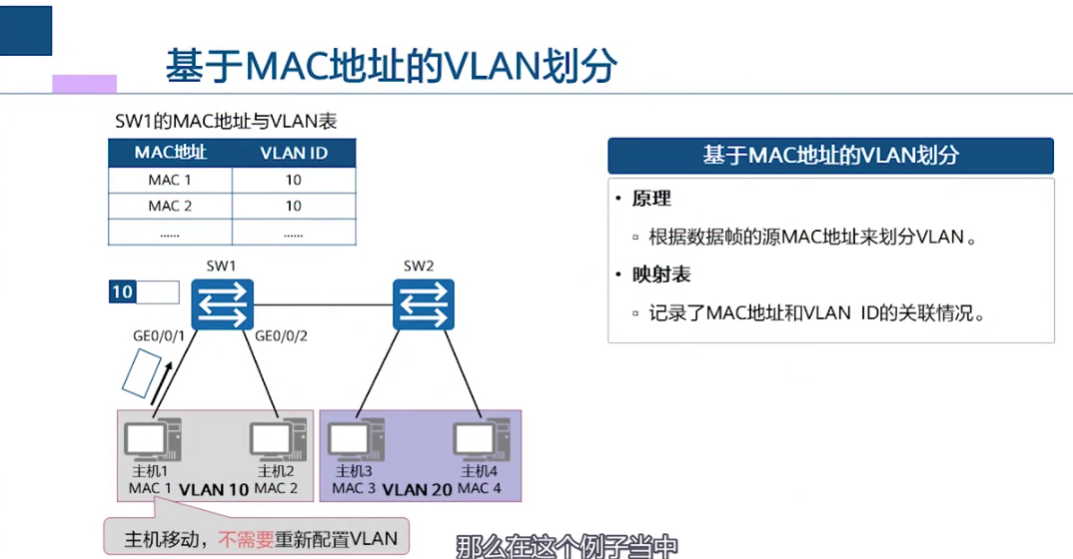 基于MAC地址的VLAN划分
SW1的MAC地址与VLAN表
MAC地址 VLAN ID
MAC 1 10
MAC 2 10
...... ......
基于MAC地址的VLAN划分
• 原理
▫ 根据数据帧的源MAC地址来划分VLAN。
• 映射表
▫ 记录了MAC地址和VLAN ID的关联情况。
SW1 SW2
10
GE0/0/1 GE0/0/2
主机1 主机2 主机3 主机4
MAC 1 VLAN 10 MAC 2 MAC 3 VLAN 20 MAC 4
主机移动，不需要重新配置VLAN
那么在这个例子当中